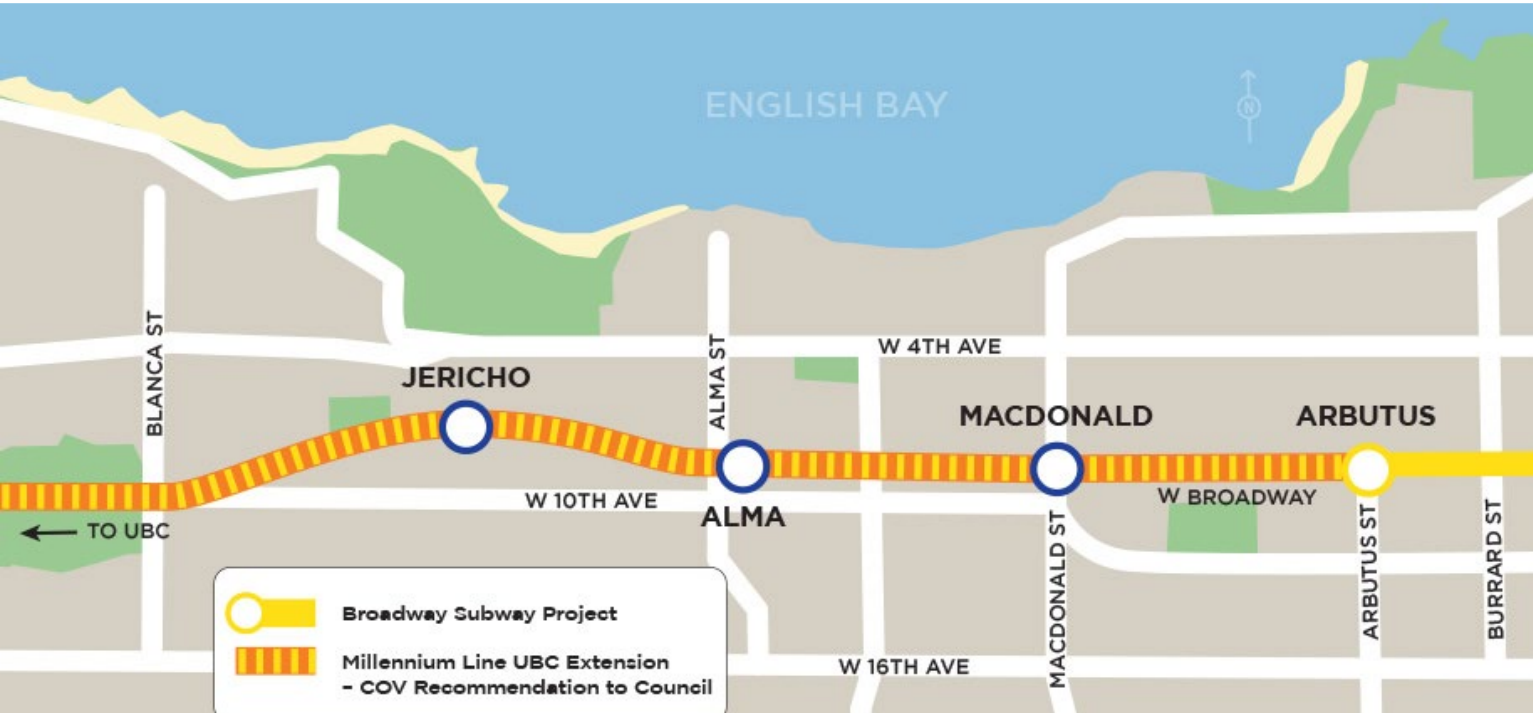 ENGLISH BAY
N
BLANCA ST
W 4TH AVE
JERICHO
ALMA ST
MACDONALD
ARBUTUS
W 10TH AVE
W BROADWAY
ALMA
← TO UBC
MACDONALD ST
ARBUTUS ST
BURRARD ST
Broadway Subway Project
Millennium Line UBC Extension
– COV Recommendation to Council
W 16TH AVE